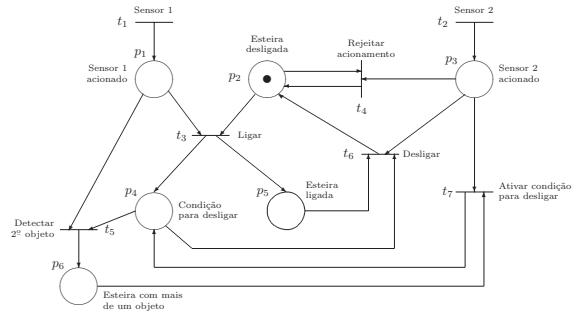 Sensor 1
t1
Sensor 2
t2
p1
Sensor 1
acionado
Esteira
desligada
p2
Rejeitar
acionamento
t4
p3
Sensor 2
acionado
t3
Ligar
t6
Desligar
p4
Condição
para desligar
p5
Esteira
ligada
t7
Ativar condição
para desligar
Detectar
2º objeto
t5
p6
Esteira com mais
de um objeto